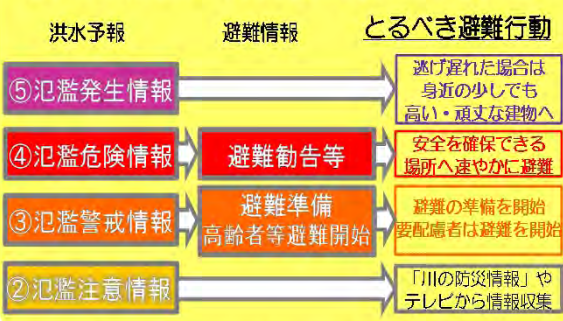 洪水予報 避難情報 とるべき避難行動
⑤氾濫発生情報
逃げ遅れた場合は
身近の少しでも
高い・頑丈な建物へ
④氾濫危険情報
避難勧告等
安全を確保できる
場所へ速やかに避難
③氾濫警戒情報
避難準備
高齢者等避難開始
避難の準備を開始
要配慮者は避難を開始
②氾濫注意情報
「川の防災情報」や
テレビから情報収集